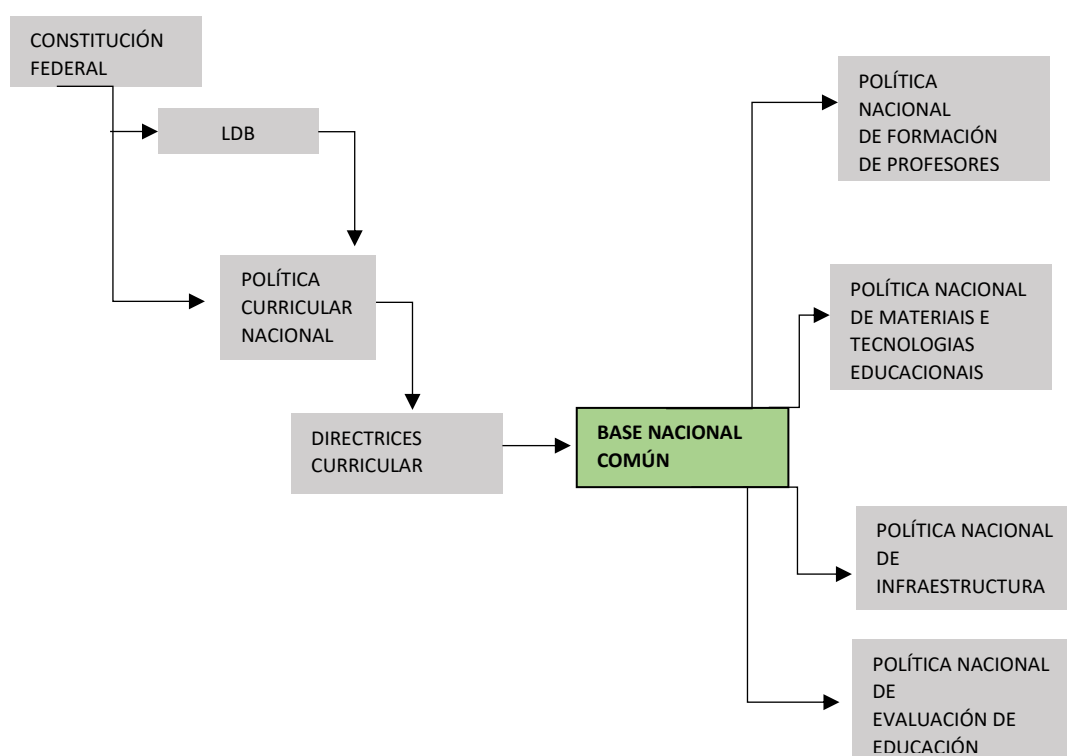 CONSTITUCIÓN
FEDERAL
LDB
POLÍTICA
CURRICULAR
NACIONAL
DIRECTRICES
CURRICULAR
BASE NACIONAL
COMÚN
POLÍTICA
NACIONAL
DE FORMACIÓN
DE PROFESORES
POLÍTICA NACIONAL
DE MATERIAIS E
TECNOLOGIAS
EDUCACIONAIS
POLÍTICA NACIONAL
DE
INFRAESTRUCTURA
POLÍTICA NACIONAL
DE
EVALUACIÓN DE
EDUCACIÓN